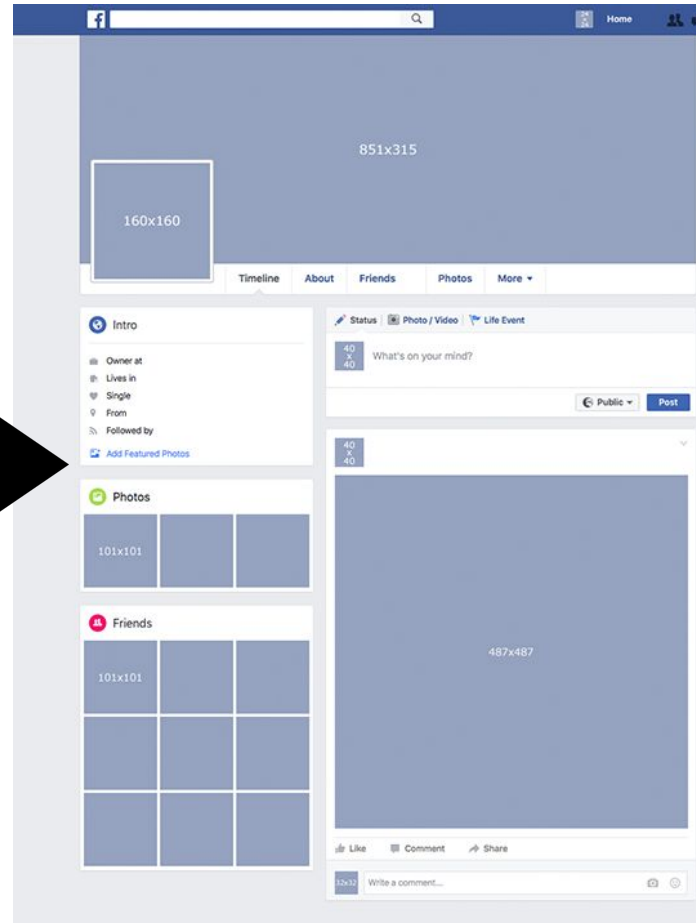 f
24 x 24 Home
851x315
160x160
Timeline About Friends Photos More
Intro
Owner at
Lives in
Single
From
Followed by
Add Featured Photos
Photos
101x101
Friends
101x101
Status Photo / Video Life Event
40
x
40
What's on your mind?
Public Post
40
x
40
487x487
Like Comment Share
32x32 Write a comment...